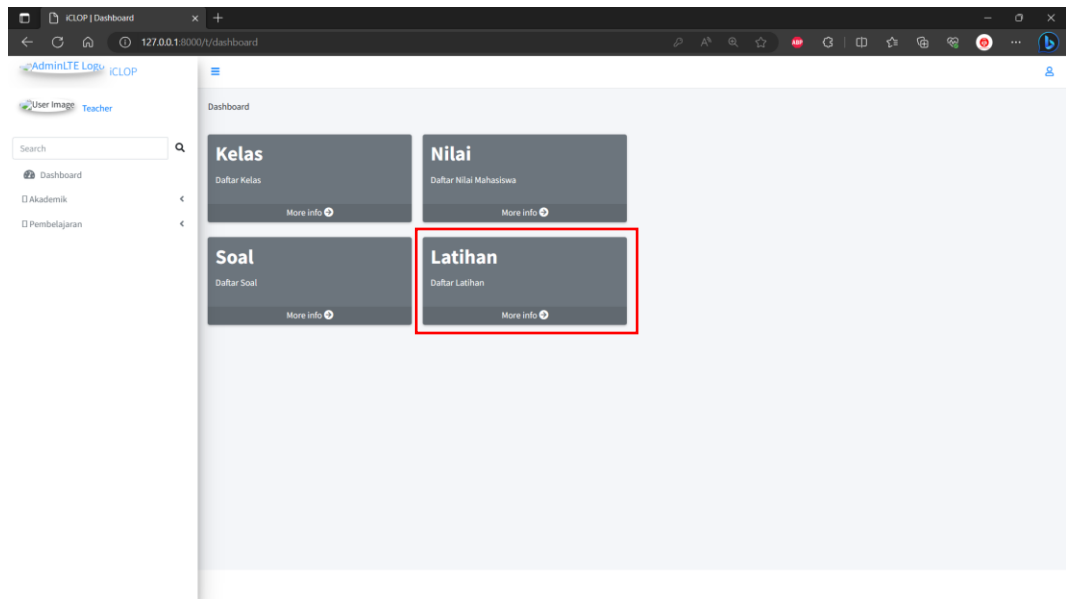 iCLOP | Dashboard
127.0.0.1:8000/t/dashboard
ABP
AdminLTE Logo iCLOP
User Image Teacher
Search
Dashboard
Akademik
Pembelajaran
Dashboard
Kelas
Daftar Kelas
More info
Nilai
Daftar Nilai Mahasiswa
More info
Soal
Daftar Soal
More info
Latihan
Daftar Latihan
More info